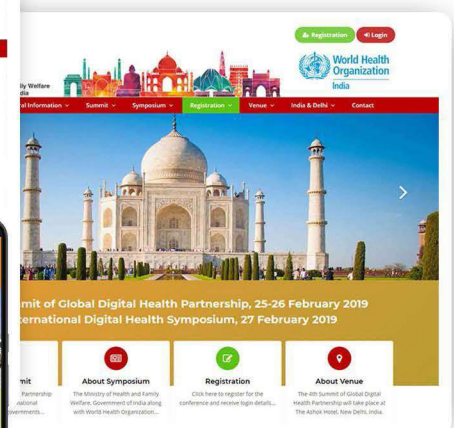 Registration
Login
World Health
Organization
India
ily Welfare
dia
al Information
Summit
Symposium
Registration
Venue
India & Delhi
Contact
mit of Global Digital Health Partnership, 25-26 February 2019
ternational Digital Health Symposium, 27 February 2019
mit
Partnership
national
overnments...
About Symposium
The Ministry of Health and Family
Welfare, Government of India along
with World Health Organization...
Registration
Click here to register for the
conference and receive login details...
About Venue
The 4th Summit of Global Digital
Health Partnership will take place at
The Ashok Hotel, New Delhi, India.